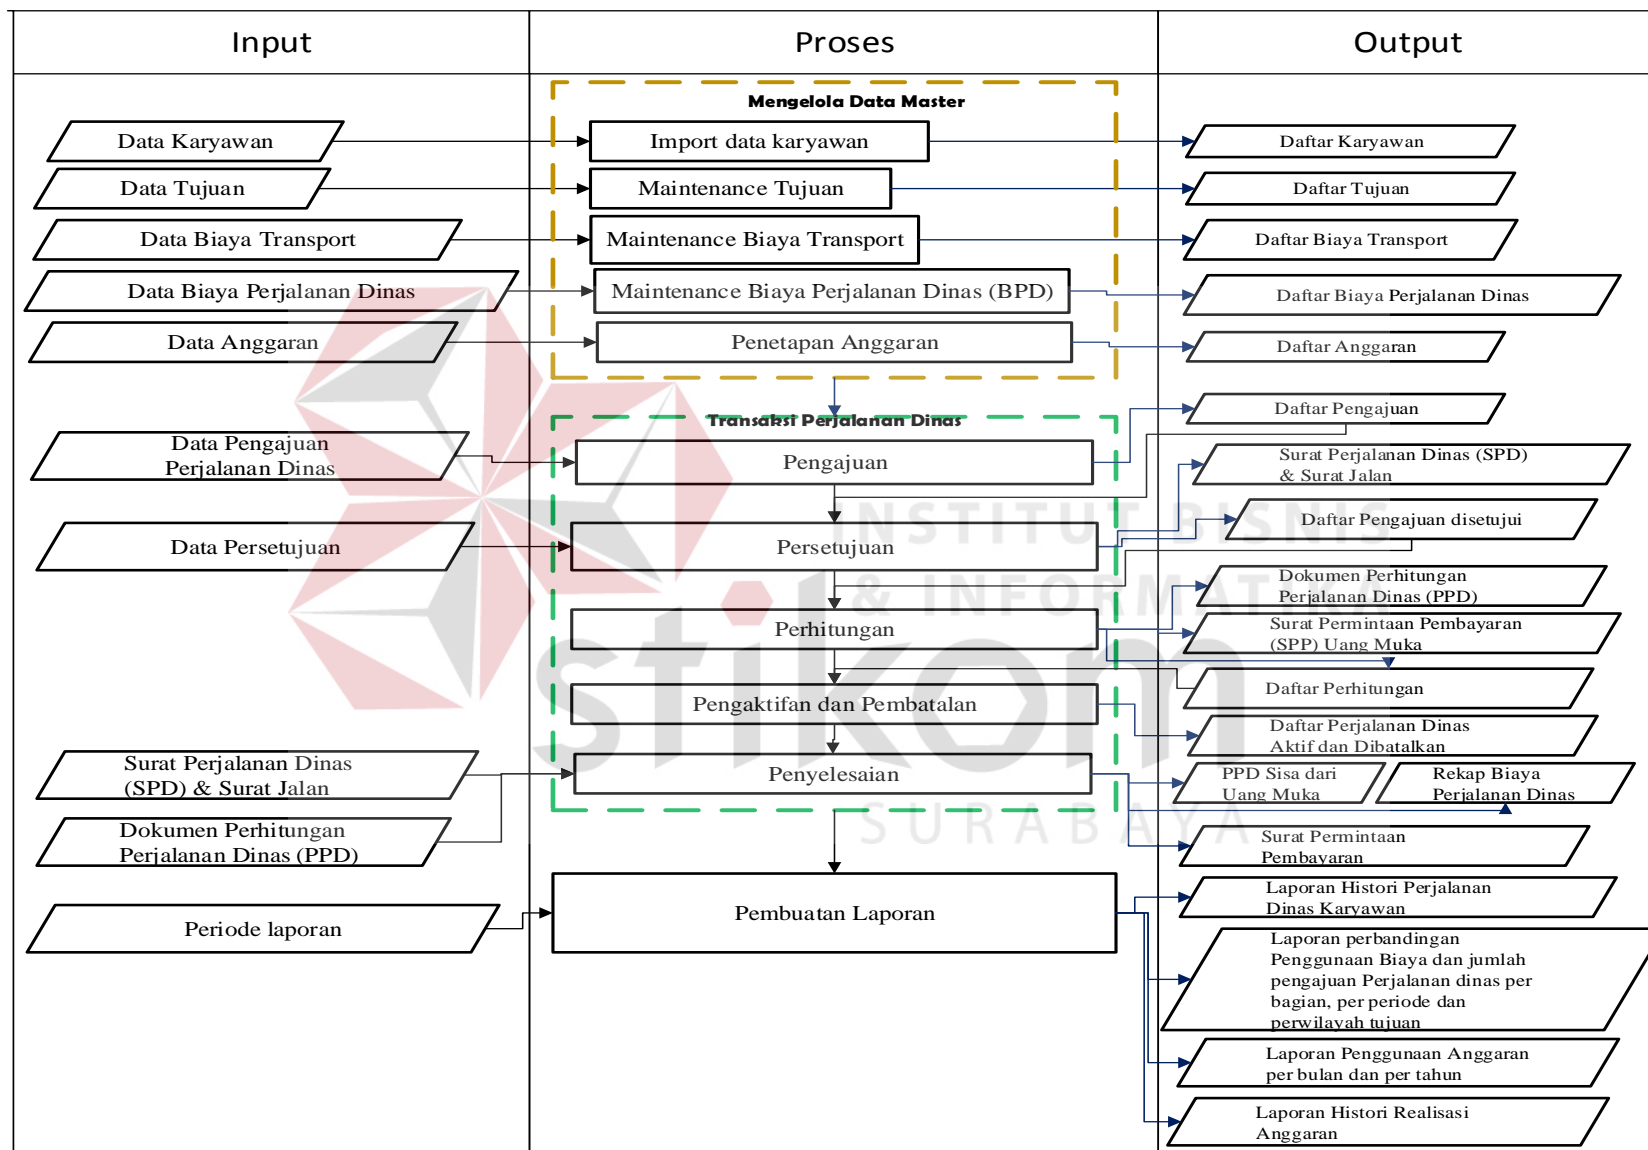 Input
Proses
Output
Mengelola Data Master
Data Karyawan
Import data karyawan
Daftar Karyawan
Data Tujuan
Maintenance Tujuan
Daftar Tujuan
Data Biaya Transport
Maintenance Biaya Transport
Daftar Biaya Transport
Data Biaya Perjalanan Dinas
Maintenance Biaya Perjalanan Dinas (BPD)
Daftar Biaya Perjalanan Dinas
Data Anggaran
Penetapan Anggaran
Daftar Anggaran
Transaksi Perjalanan Dinas
Daftar Pengajuan
Data Pengajuan
Perjalanan Dinas
Pengajuan
Surat Perjalanan Dinas (SPD)
& Surat Jalan
INSTITUT BISNIS
Daftar Pengajuan disetujui
Data Persetujuan
Persetujuan
& INFORMATIKA
Dokumen Perhitungan
Perjalanan Dinas (PPD)
Perhitungan
Surat Permintaan Pembayaran
(SPP) Uang Muka
stikom
Daftar Perhitungan
Pengaktifan dan Pembatalan
Daftar Perjalanan Dinas
Aktif dan Dibatalkan
Surat Perjalanan Dinas
(SPD) & Surat Jalan
Penyelesaian
PPD Sisa dari
Uang Muka
Rekap Biaya
Perjalanan Dinas
SURABAYA
Dokumen Perhitungan
Perjalanan Dinas (PPD)
Surat Permintaan
Pembayaran
Periode laporan
Pembuatan Laporan
Laporan Histori Perjalanan
Dinas Karyawan
Laporan perbandingan
Penggunaan Biaya dan jumlah
pengajuan Perjalanan dinas per
bagian, per periode dan
perwilayah tujuan
Laporan Penggunaan Anggaran
per bulan dan per tahun
Laporan Histori Realisasi
Anggaran